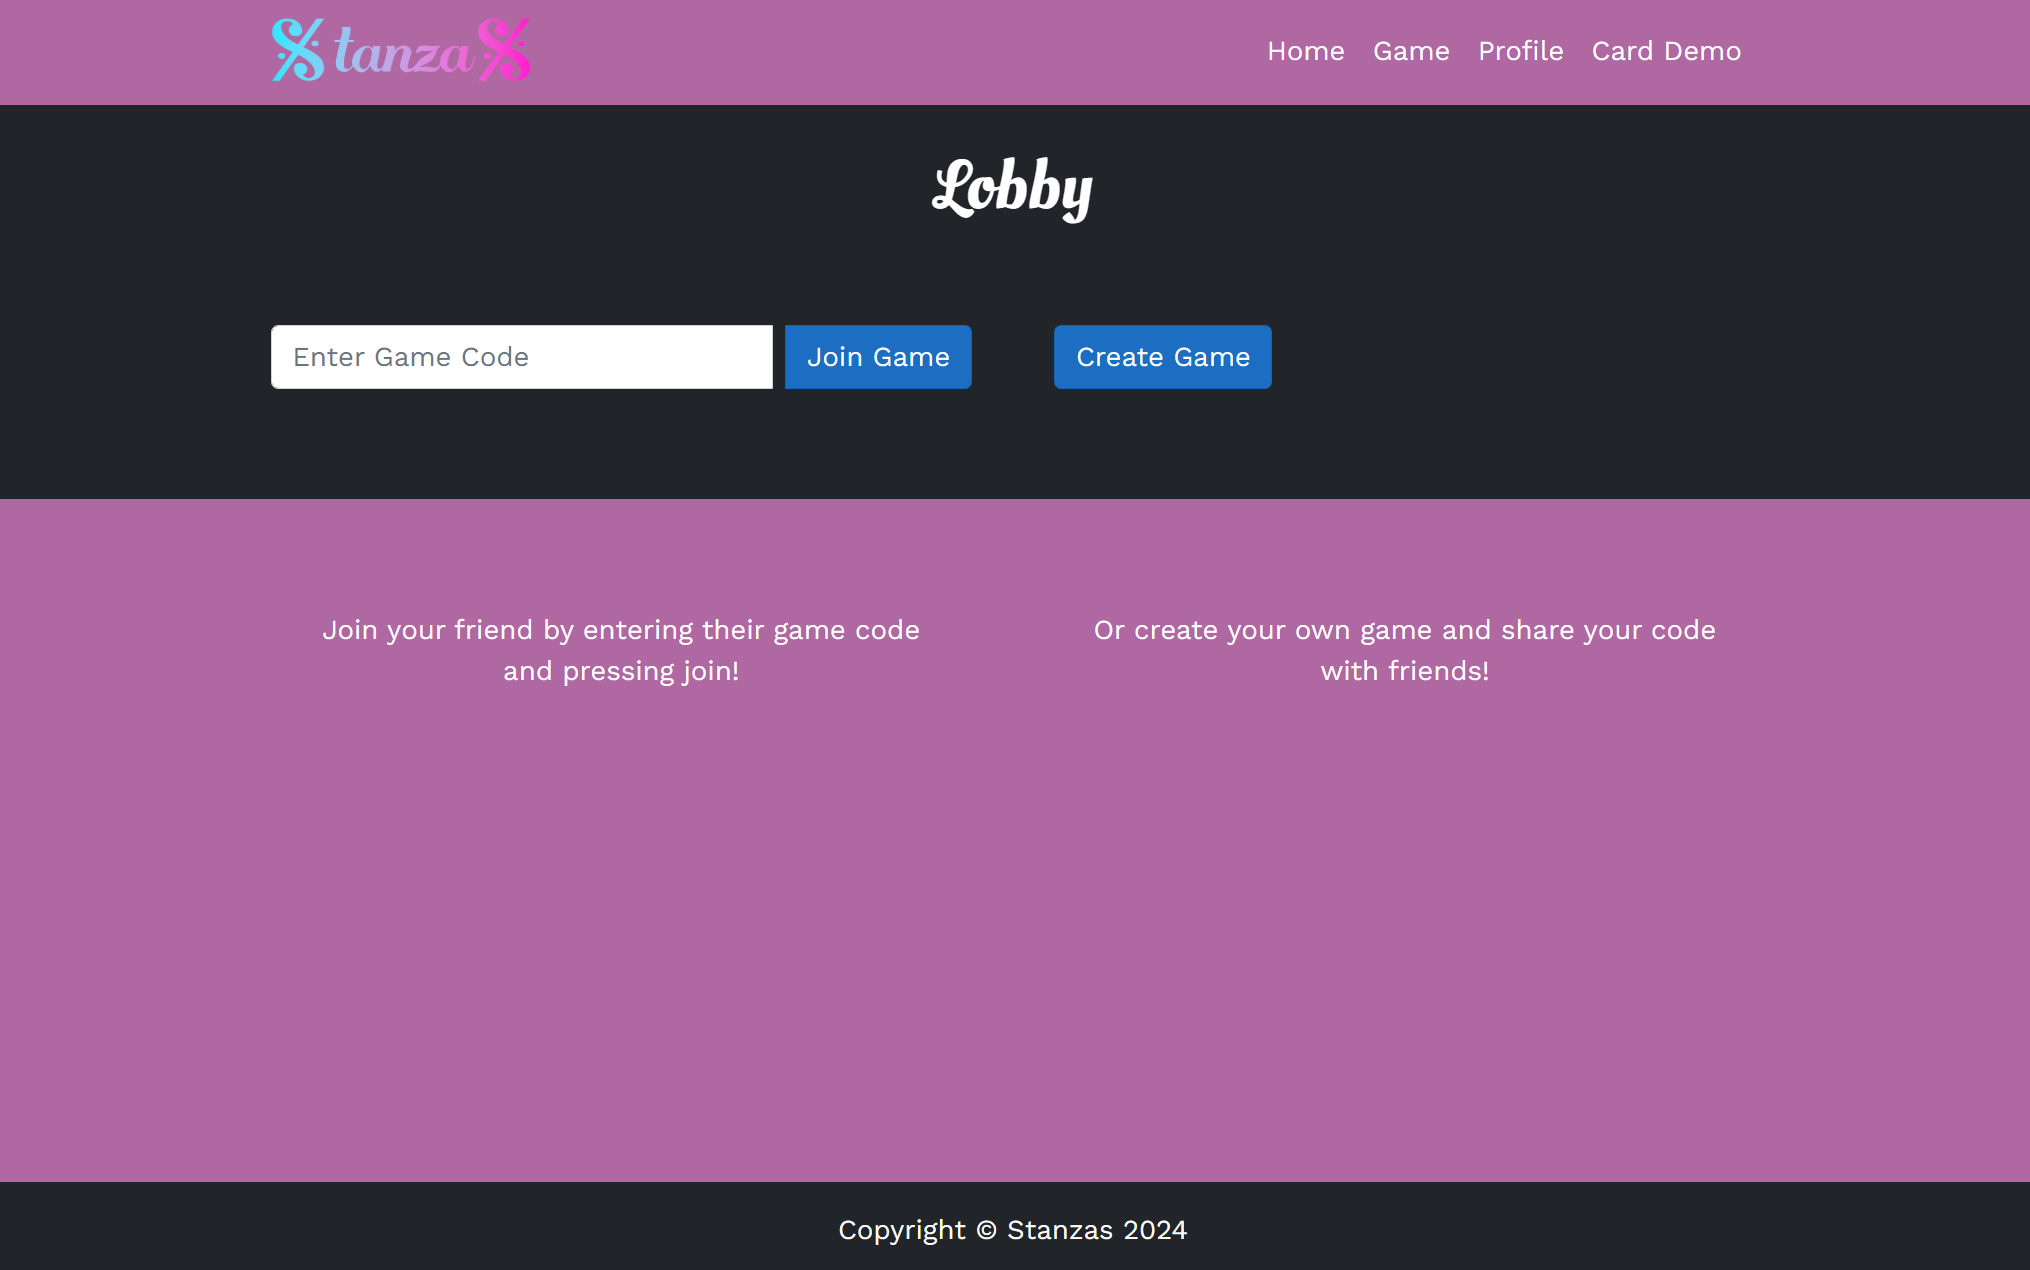 Stanzas
Home Game Profile Card Demo
Lobby
Enter Game Code Join Game Create Game
Join your friend by entering their game code
and pressing join!
Or create your own game and share your code
with friends!
Copyright © Stanzas 2024